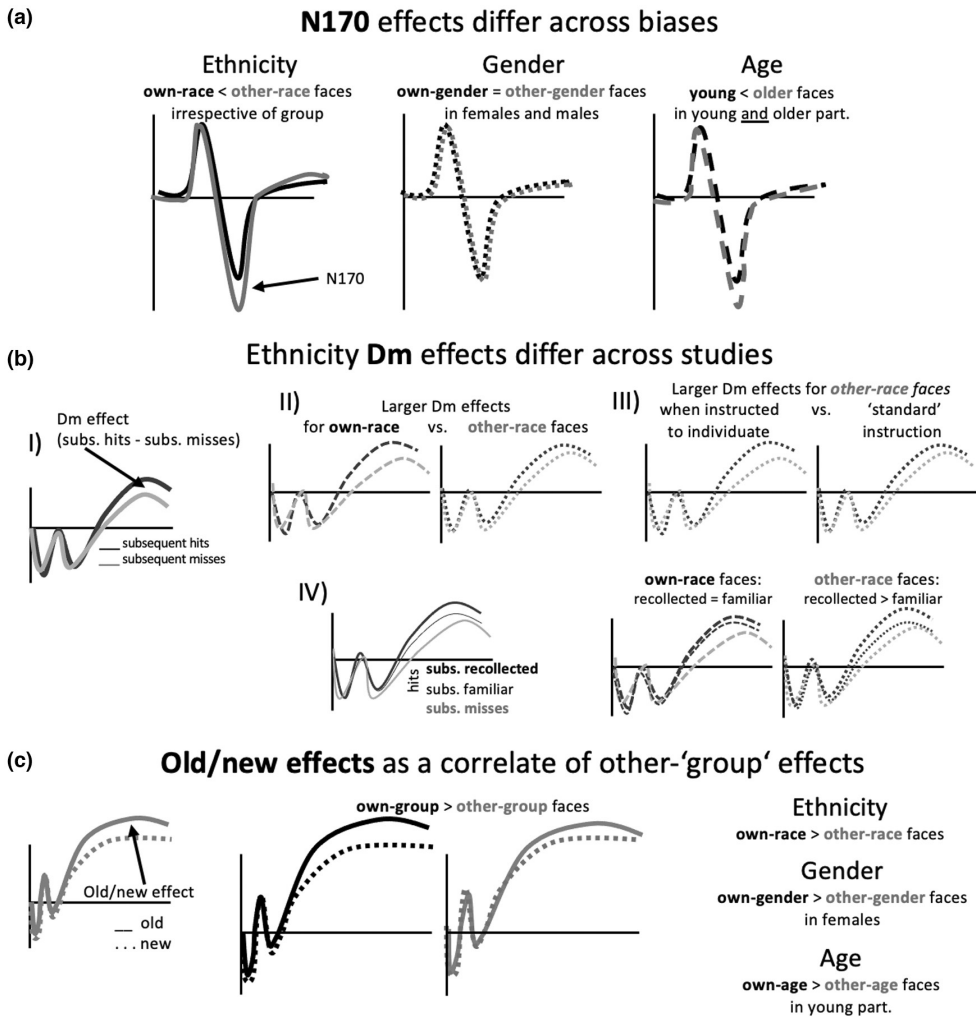 (a)
N170 effects differ across biases
Ethnicity
own-race < other-race faces
irrespective of group
Gender
own-gender = other-gender faces
in females and males
Age
young < older faces
in young and older part.
N170
(b)
Ethnicity Dm effects differ across studies
I)
Dm effect
(subs. hits - subs. misses)
subsequent hits
subsequent misses
II)
Larger Dm effects
for own-race vs. other-race faces
III)
Larger Dm effects for other-race faces
when instructed vs. ‘standard’
to individuate instruction
IV)
hits
subs. recollected
subs. familiar
subs. misses
own-race faces:
recollected = familiar
other-race faces:
recollected > familiar
(c)
Old/new effects as a correlate of other-‘group‘ effects
Old/new effect
__ old
. . . new
own-group > other-group faces
Ethnicity
own-race > other-race faces
Gender
own-gender > other-gender faces
in females
Age
own-age > other-age faces
in young part.